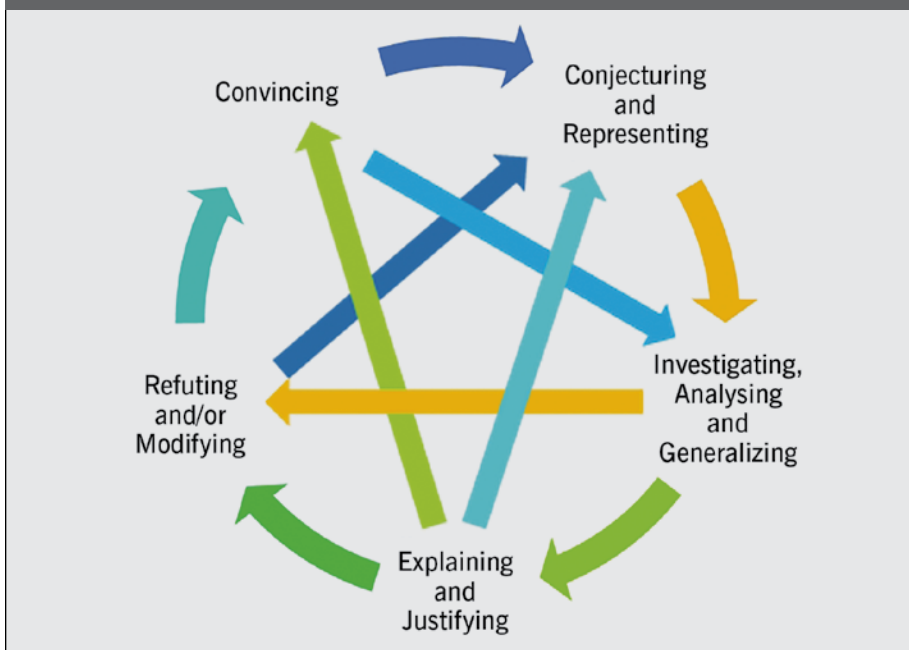 Convincing
Conjecturing
and
Representing
Investigating,
Analysing
and
Generalizing
Explaining
and
Justifying
Refuting
and/or
Modifying